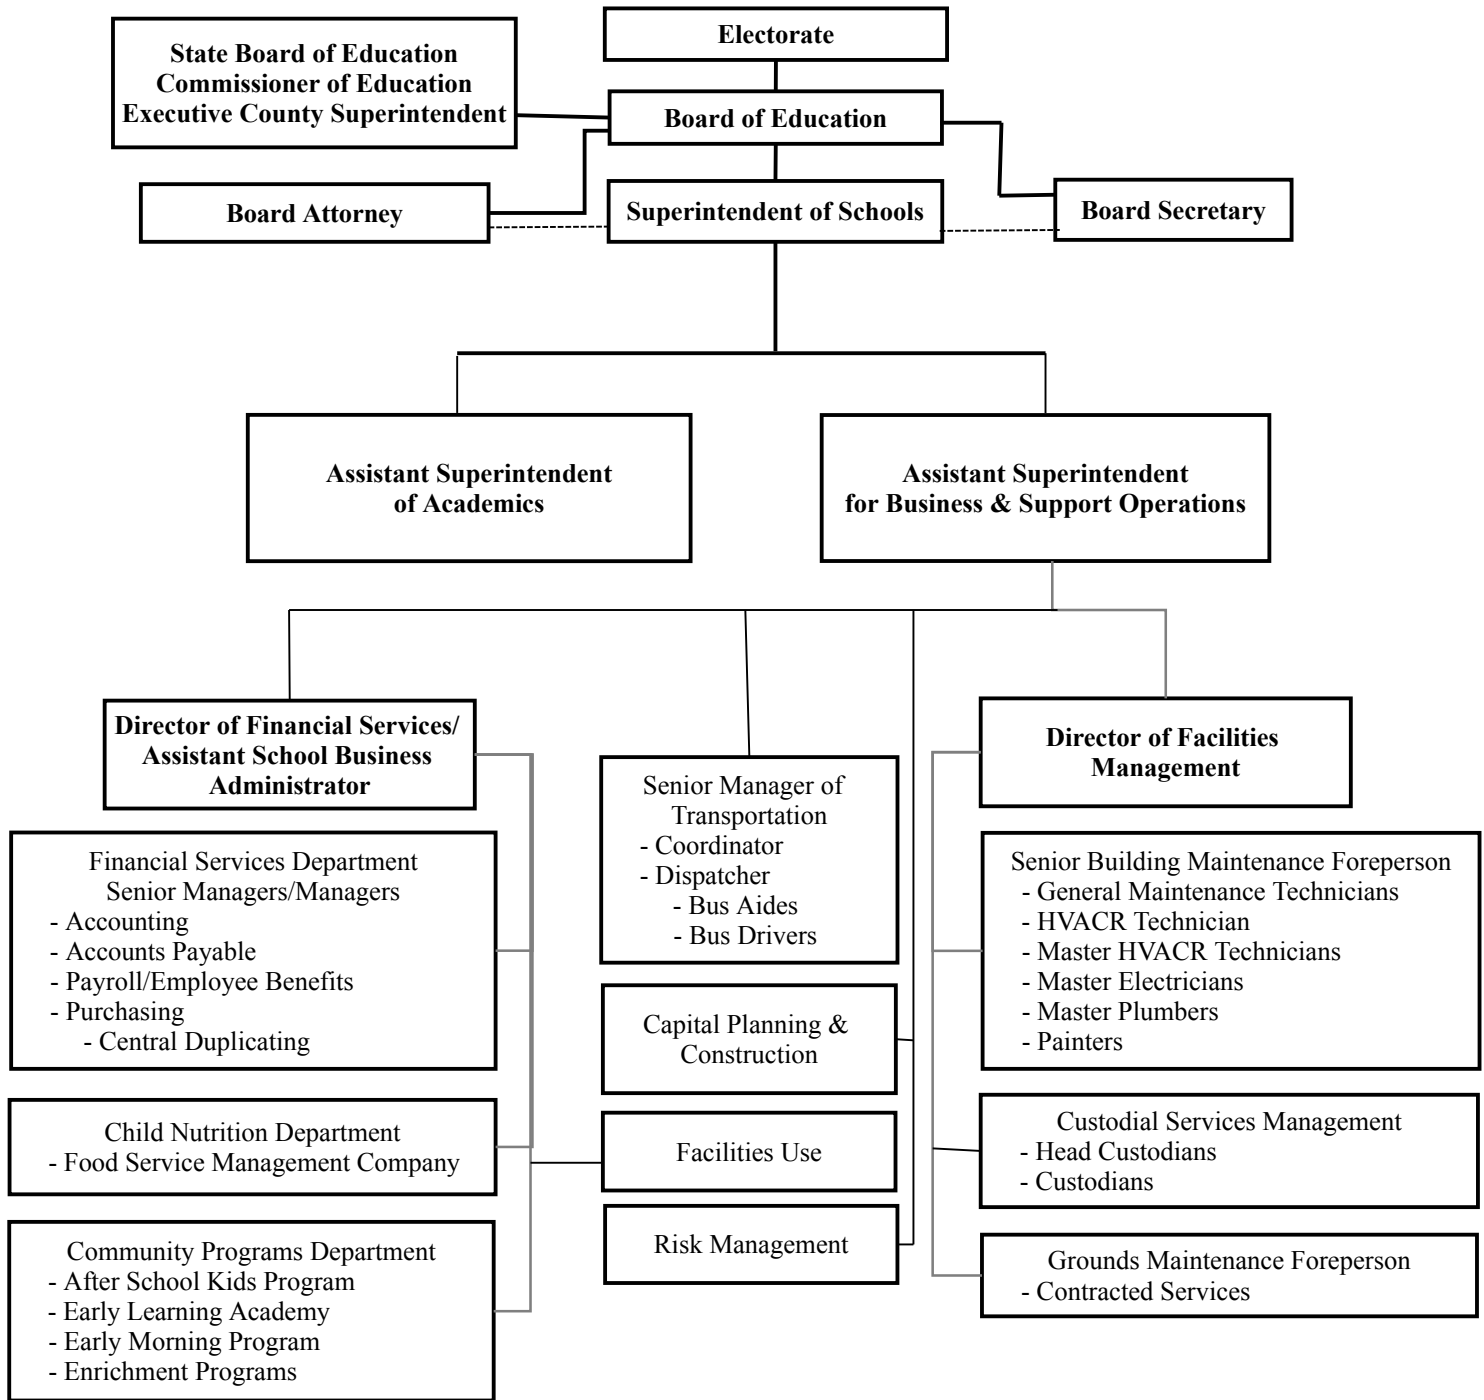 State Board of Education
Commissioner of Education
Executive County Superintendent
Electorate
Board of Education
Board Attorney
Superintendent of Schools
Board Secretary
Assistant Superintendent
of Academics
Assistant Superintendent
for Business & Support Operations
Director of Financial Services/
Assistant School Business
Administrator
Financial Services Department
Senior Managers/Managers
- Accounting
- Accounts Payable
- Payroll/Employee Benefits
- Purchasing
- Central Duplicating
Child Nutrition Department
- Food Service Management Company
Community Programs Department
- After School Kids Program
- Early Learning Academy
- Early Morning Program
- Enrichment Programs
Senior Manager of
Transportation
- Coordinator
- Dispatcher
- Bus Aides
- Bus Drivers
Capital Planning &
Construction
Facilities Use
Risk Management
Director of Facilities
Management
Senior Building Maintenance Foreperson
- General Maintenance Technicians
- HVACR Technician
- Master HVACR Technicians
- Master Electricians
- Master Plumbers
- Painters
Custodial Services Management
- Head Custodians
- Custodians
Grounds Maintenance Foreperson
- Contracted Services